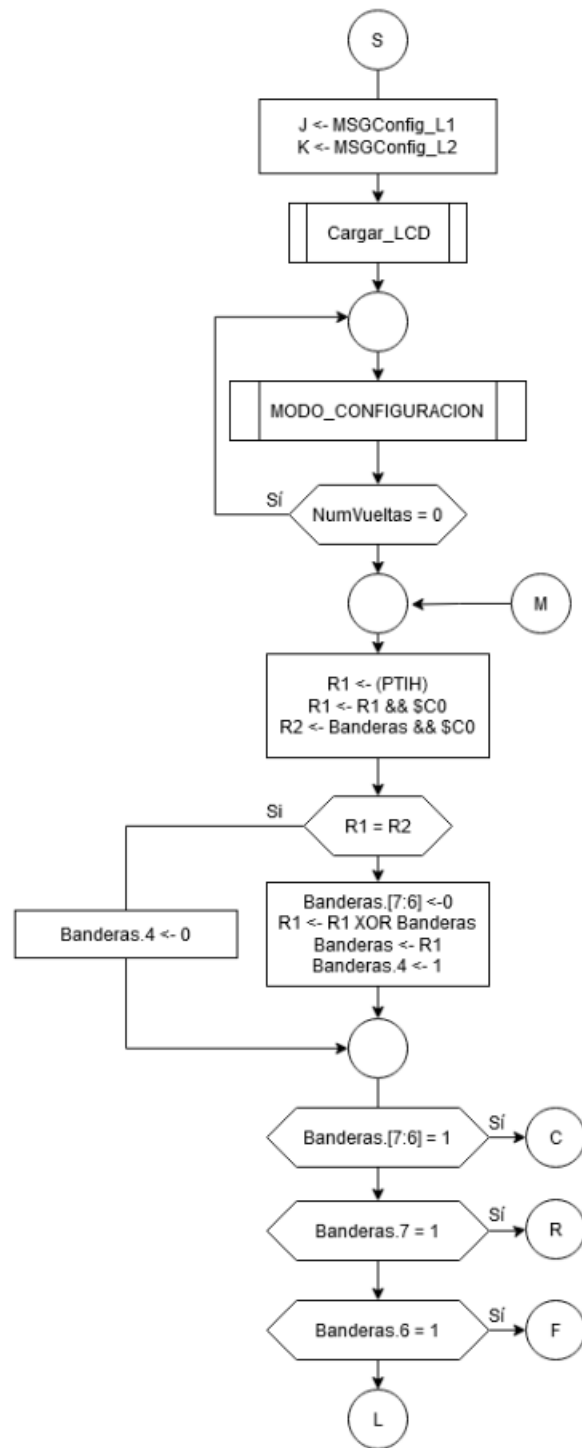 S
J <- MSGConfig_L1
K <- MSGConfig_L2
Cargar_LCD
MODO_CONFIGURACION
Sí
NumVueltas = 0
M
R1 <- (PTIH)
R1 <- R1 && $C0
R2 <- Banderas && $C0
Si
R1 = R2
Banderas.4 <- 0
Banderas.[7:6] <-0
R1 <- R1 XOR Banderas
Banderas <- R1
Banderas.4 <- 1
Banderas.[7:6] = 1
Sí
C
Banderas.7 = 1
Sí
R
Banderas.6 = 1
Sí
F
L